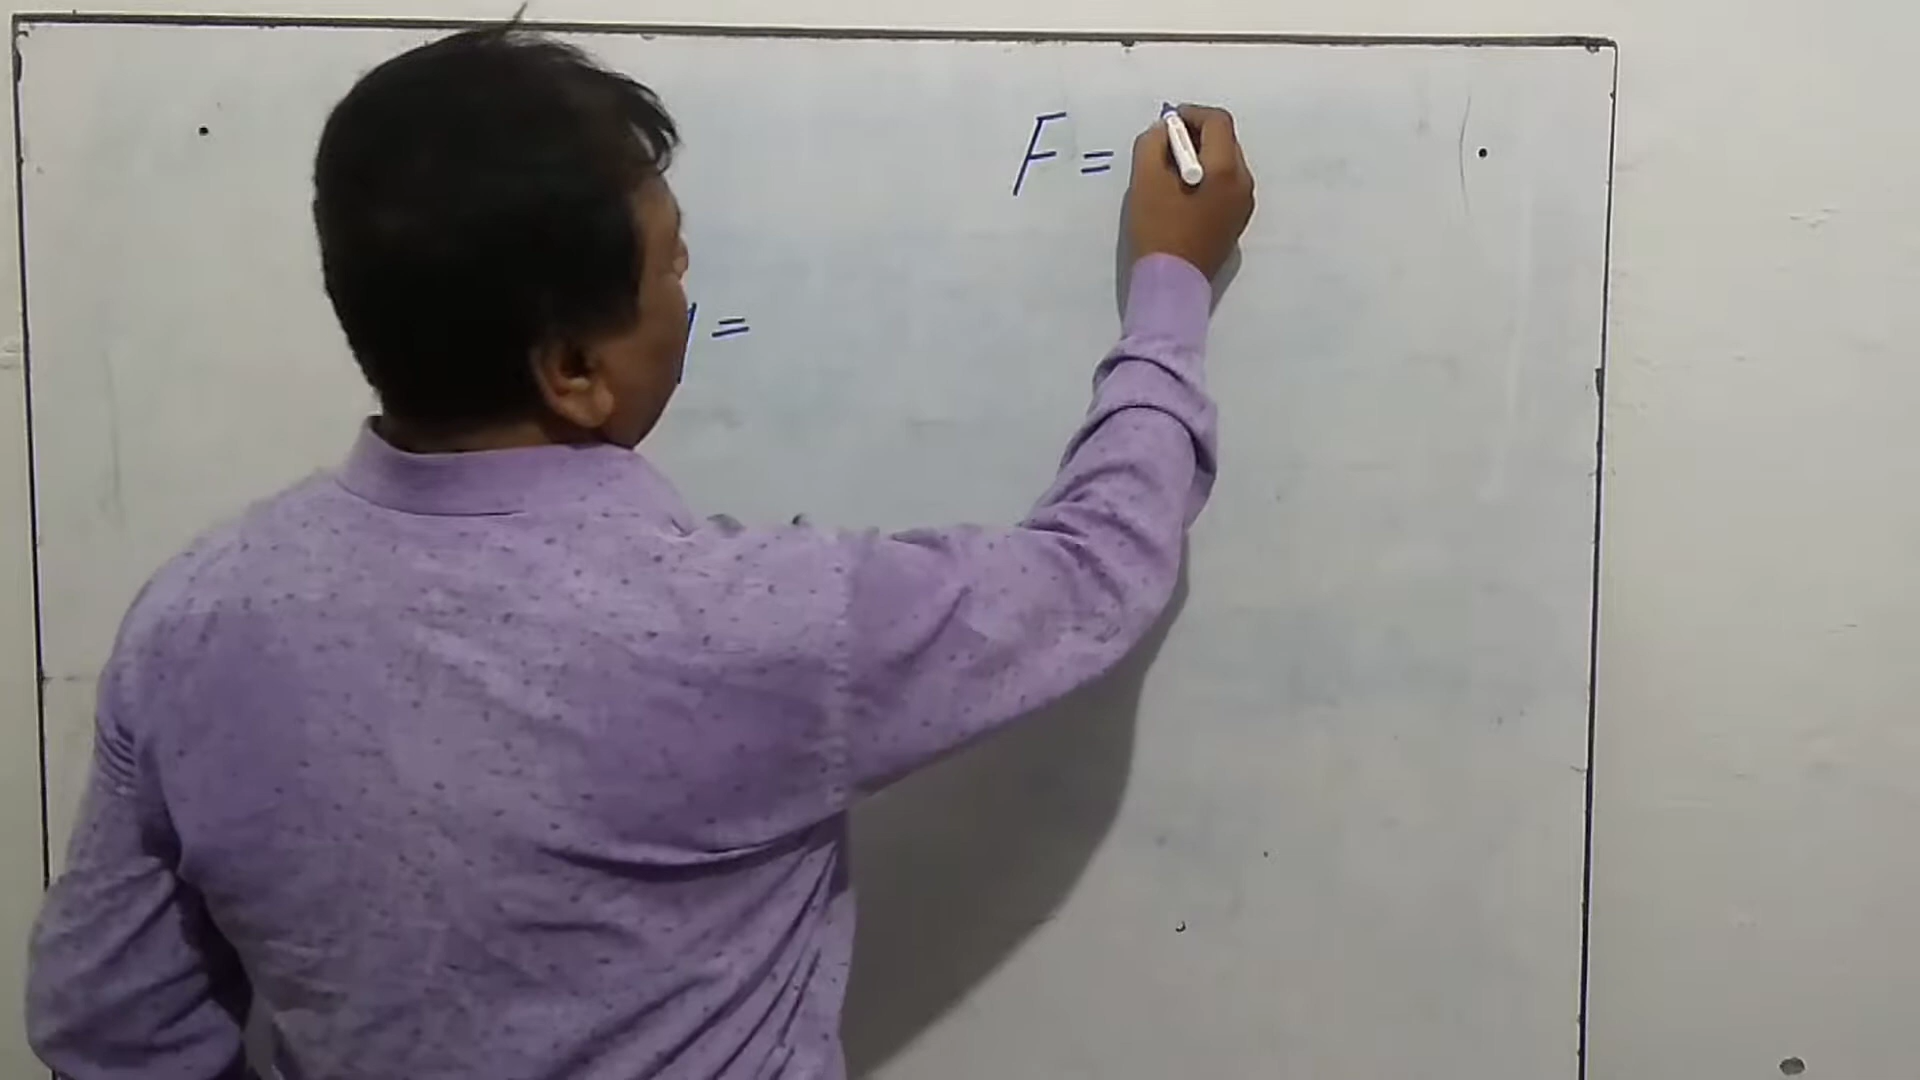 F =
=